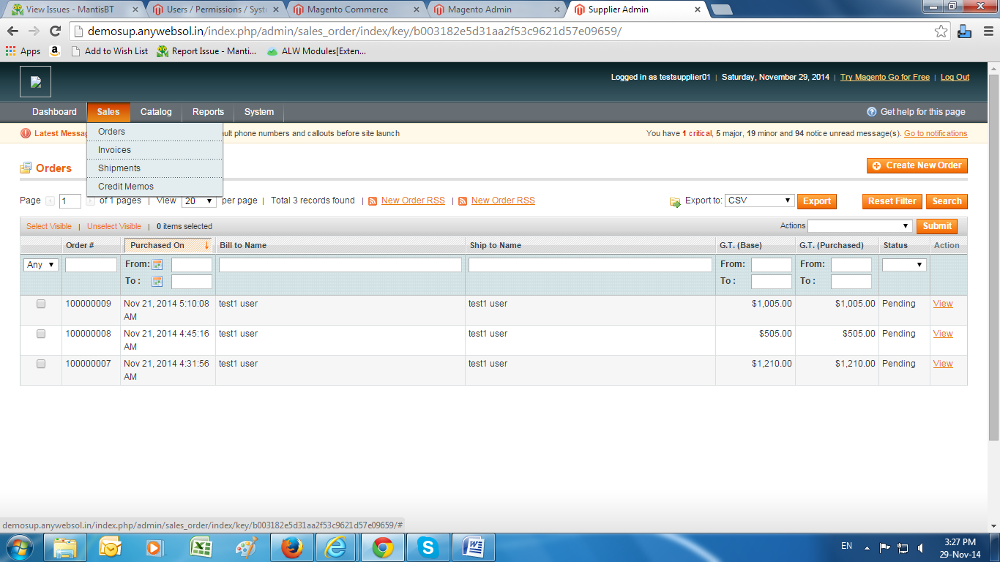 View Issues - MantisBT
Users / Permissions / Syst
Magento Commerce
Magento Admin
Supplier Admin
demosup.anywebsol.in/index.php/admin/sales_order/index/key/b003182e5d31aa2f53c9621d57e09659/
Apps
Add to Wish List
Report Issue - Manti...
ALW Modules[Exten...
Logged in as testsupplier01 | Saturday, November 29, 2014 | Try Magento Go for Free | Log Out
Dashboard Sales Catalog Reports System
Get help for this page
Latest Messag ult phone numbers and callouts before site launch
You have 1 critical, 5 major, 19 minor and 94 notice unread message(s). Go to notifications
Orders
Invoices
Shipments
Credit Memos
Orders
Create New Order
Page 1 of 1 pages | View 20 per page | Total 3 records found | New Order RSS | New Order RSS
Export to: CSV Export Reset Filter Search
Select Visible | Unselect Visible | 0 items selected
Actions Submit
Order # Purchased On Bill to Name Ship to Name G.T. (Base) G.T. (Purchased) Status Action
Any From: From: From:
To : To : To :
100000009 Nov 21, 2014 5:10:08 AM test1 user test1 user $1,005.00 $1,005.00 Pending View
100000008 Nov 21, 2014 4:45:16 AM test1 user test1 user $505.00 $505.00 Pending View
100000007 Nov 21, 2014 4:31:56 AM test1 user test1 user $1,210.00 $1,210.00 Pending View
demosup.anywebsol.in/index.php/admin/sales_order/index/key/b003182e5d31aa2f53c9621d57e09659/#
EN
3:27 PM
29-Nov-14